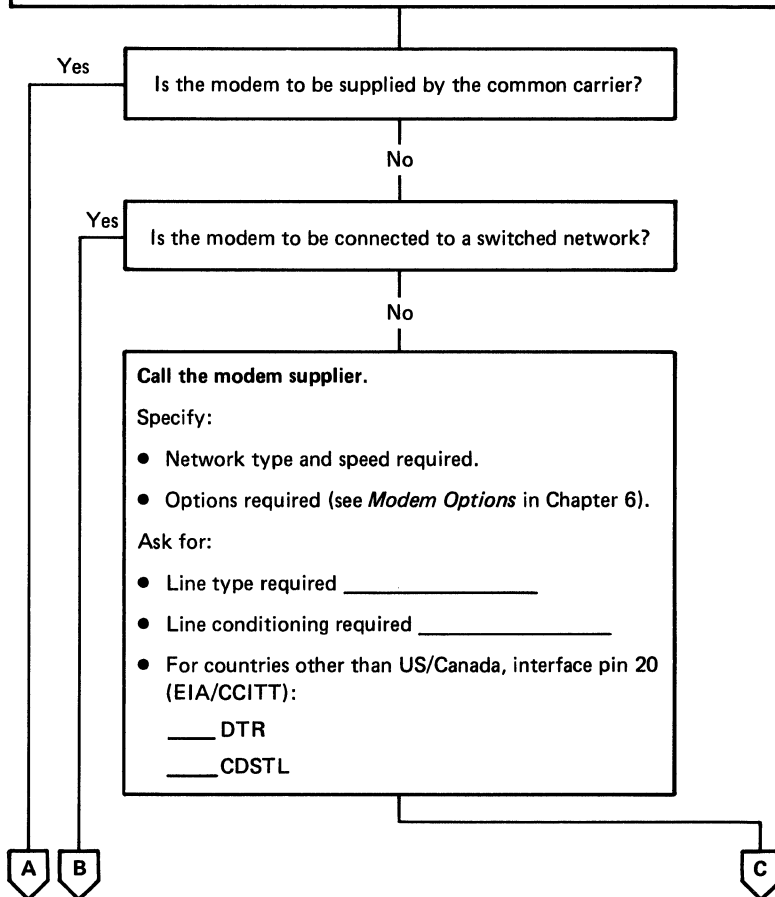 Yes
Is the modem to be supplied by the common carrier?
No
Yes
Is the modem to be connected to a switched network?
No
Call the modem supplier.
Specify:
● Network type and speed required.
● Options required (see Modem Options in Chapter 6).
Ask for:
● Line type required ________________
● Line conditioning required ________________
● For countries other than US/Canada, interface pin 20
(EIA/CCITT):
____ DTR
____ CDSTL
A B C